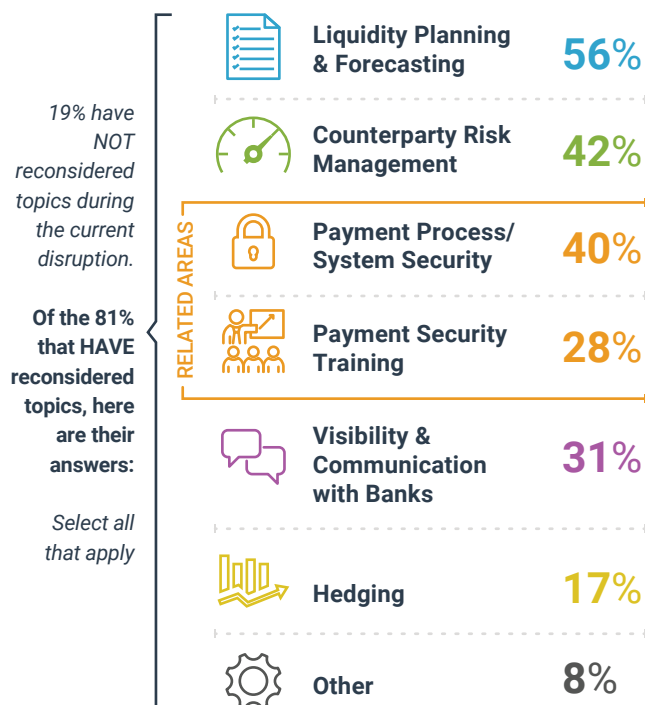 19% have
NOT
reconsidered
topics during
the current
disruption.
Of the 81%
that HAVE
reconsidered
topics, here
are their
answers:
Select all
that apply
Liquidity Planning
& Forecasting
56%
Counterparty Risk
Management
42%
RELATED AREAS
Payment Process/
System Security
40%
Payment Security
Training
28%
Visibility &
Communication
with Banks
31%
Hedging
17%
Other
8%